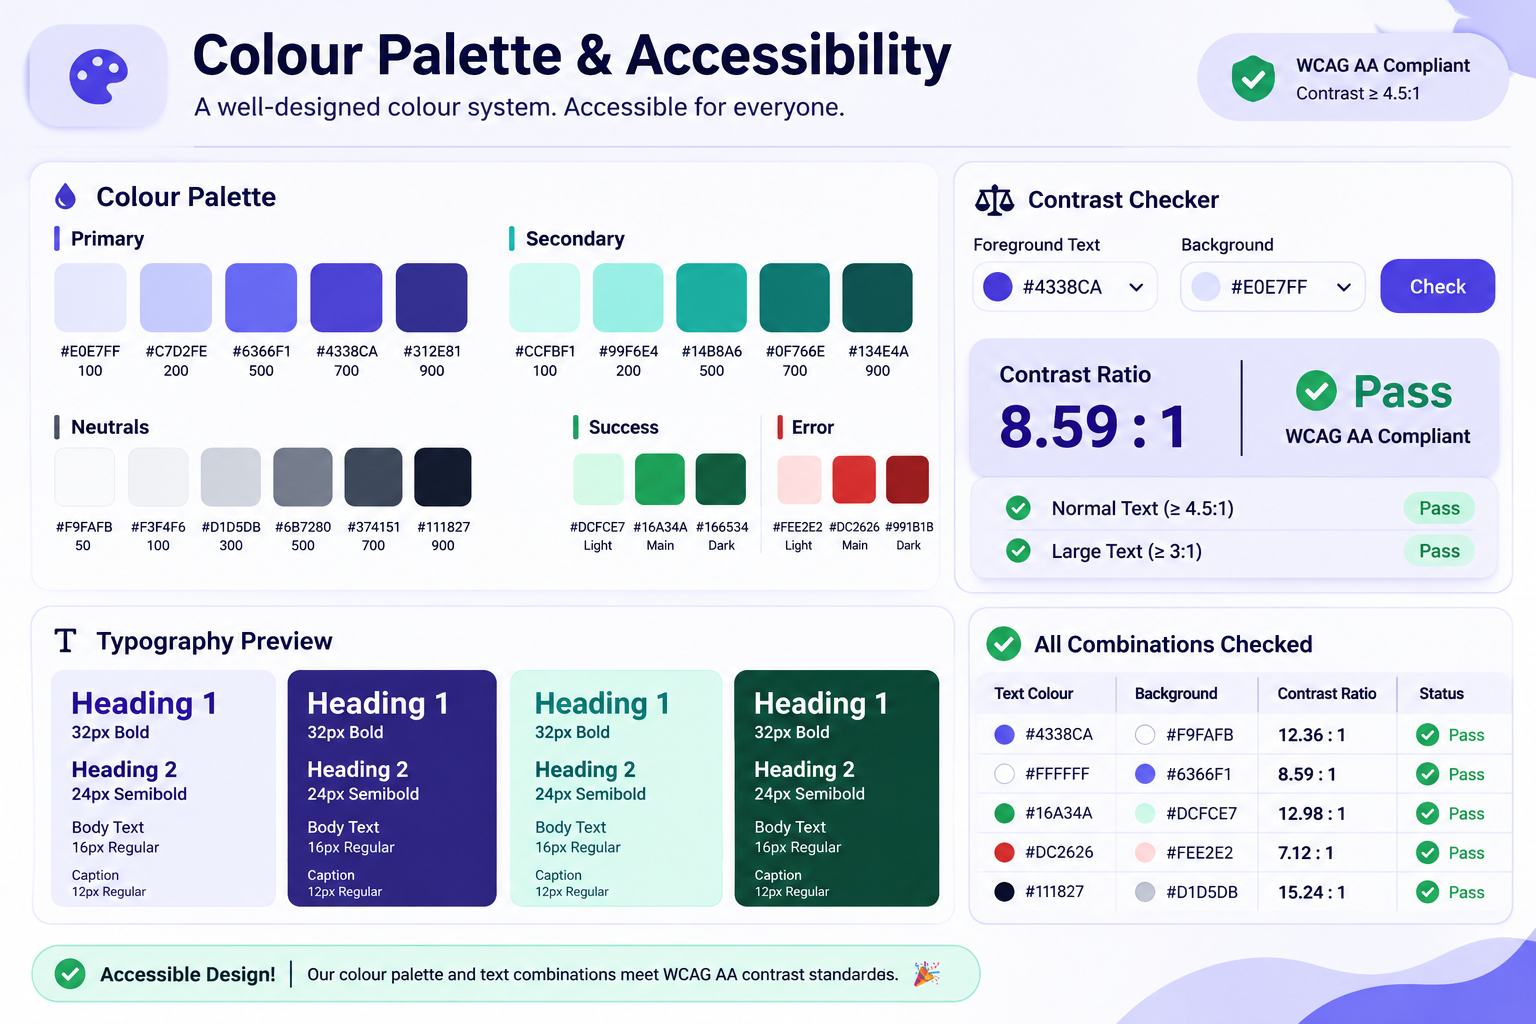 Colour Palette & Accessibility
A well-designed colour system. Accessible for everyone.
WCAG AA Compliant
Contrast ≥ 4.5:1
Colour Palette
Primary
#E0E7FF #C7D2FE #6366F1 #4338CA #312E81
100 200 500 700 900
Secondary
#CCFBF1 #99F6E4 #14B8A6 #0F766E #134E4A
100 200 500 700 900
Neutrals
#F9FAFB #F3F4F6 #D1D5DB #6B7280 #374151 #111827
50 100 300 500 700 900
Success
#DCFCE7 #16A34A #166534
Light Main Dark
Error
#FEE2E2 #DC2626 #991B1B
Light Main Dark
Contrast Checker
Foreground Text Background
#4338CA #E0E7FF Check
Contrast Ratio
8.59 : 1
Pass
WCAG AA Compliant
Normal Text (≥ 4.5:1) Pass
Large Text (≥ 3:1) Pass
Typography Preview
Heading 1
32px Bold
Heading 2
24px Semibold
Body Text
16px Regular
Caption
12px Regular
Heading 1
32px Bold
Heading 2
24px Semibold
Body Text
16px Regular
Caption
12px Regular
Heading 1
32px Bold
Heading 2
24px Semibold
Body Text
16px Regular
Caption
12px Regular
Heading 1
32px Bold
Heading 2
24px Semibold
Body Text
16px Regular
Caption
12px Regular
All Combinations Checked
Text Colour Background Contrast Ratio Status
#4338CA #F9FAFB 12.36 : 1 Pass
#FFFFFF #6366F1 8.59 : 1 Pass
#16A34A #DCFCE7 12.98 : 1 Pass
#DC2626 #FEE2E2 7.12 : 1 Pass
#111827 #D1D5DB 15.24 : 1 Pass
Accessible Design! Our colour palette and text combinations meet WCAG AA contrast standardes.